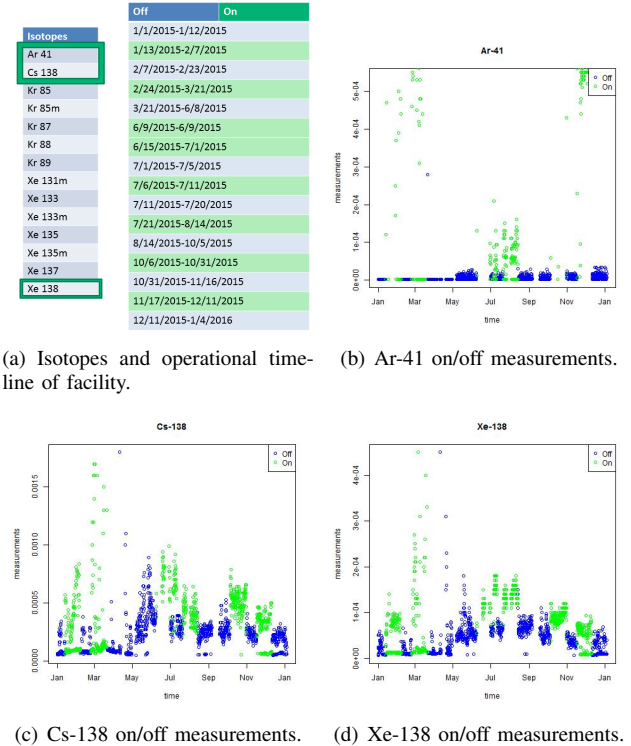 Isotopes
Ar 41
Cs 138
Kr 85
Kr 85m
Kr 87
Kr 88
Kr 89
Xe 131m
Xe 133
Xe 133m
Xe 135
Xe 135m
Xe 137
Xe 138
Off On
1/1/2015-1/12/2015
1/13/2015-2/7/2015
2/7/2015-2/23/2015
2/24/2015-3/21/2015
3/21/2015-6/8/2015
6/9/2015-6/9/2015
6/15/2015-7/1/2015
7/1/2015-7/5/2015
7/6/2015-7/11/2015
7/11/2015-7/20/2015
7/21/2015-8/14/2015
8/14/2015-10/5/2015
10/6/2015-10/31/2015
10/31/2015-11/16/2015
11/17/2015-12/11/2015
12/11/2015-1/4/2016
(a) Isotopes and operational time-
line of facility.
Ar-41
Off
On
measurements
5e-04
4e-04
3e-04
2e-04
1e-04
0e+00
Jan Mar May Jul Sep Nov Jan
time
(b) Ar-41 on/off measurements.
Cs-138
Off
On
measurements
0.0015
0.0010
0.0005
0.0000
Jan Mar May Jul Sep Nov Jan
time
(c) Cs-138 on/off measurements.
Xe-138
Off
On
measurements
4e-04
3e-04
2e-04
1e-04
0e+00
Jan Mar May Jul Sep Nov Jan
time
(d) Xe-138 on/off measurements.